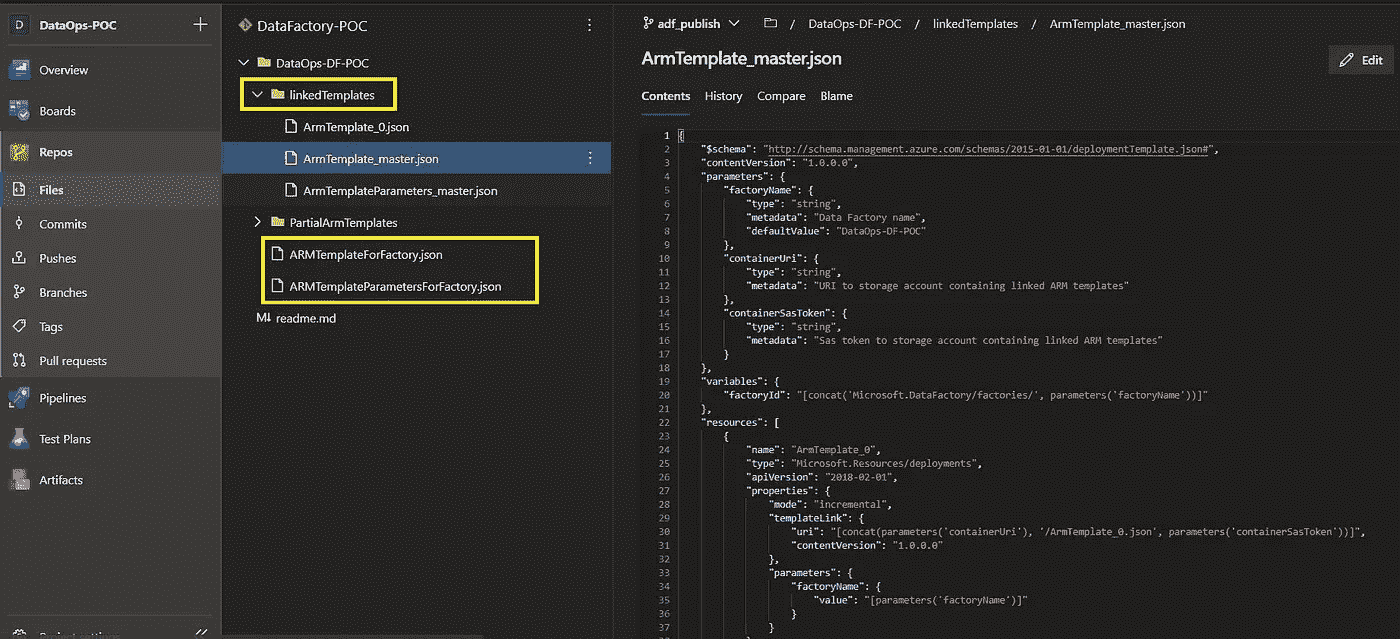 D DataOps-POC
Overview
Boards
Repos
Files
Commits
Pushes
Branches
Tags
Pull requests
Pipelines
Test Plans
Artifacts
DataFactory-POC
DataOps-DF-POC
linkedTemplates
ArmTemplate_0.json
ArmTemplate_master.json
ArmTemplateParameters_master.json
PartialArmTemplates
ARMTemplateForFactory.json
ARMTemplateParametersForFactory.json
M↓ readme.md
adf_publish / DataOps-DF-POC / linkedTemplates / ArmTemplate_master.json
ArmTemplate_master.json
Edit
Contents History Compare Blame
1 {
2 "$schema": "http://schema.management.azure.com/schemas/2015-01-01/deploymentTemplate.json#",
3 "contentVersion": "1.0.0.0",
4 "parameters": {
5 "factoryName": {
6 "type": "string",
7 "metadata": "Data Factory name",
8 "defaultValue": "DataOps-DF-POC"
9 },
10 "containerUri": {
11 "type": "string",
12 "metadata": "URI to storage account containing linked ARM templates"
13 },
14 "containerSasToken": {
15 "type": "string",
16 "metadata": "Sas token to storage account containing linked ARM templates"
17 }
18 },
19 "variables": {
20 "factoryId": "[concat('Microsoft.DataFactory/factories/', parameters('factoryName'))]"
21 },
22 "resources": [
23 {
24 "name": "ArmTemplate_0",
25 "type": "Microsoft.Resources/deployments",
26 "apiVersion": "2018-02-01",
27 "properties": {
28 "mode": "incremental",
29 "templateLink": {
30 "uri": "[concat(parameters('containerUri'), '/ArmTemplate_0.json', parameters('containerSasToken'))]",
31 "contentVersion": "1.0.0.0"
32 },
33 "parameters": {
34 "factoryName": {
35 "value": "[parameters('factoryName')]"
36 }
37 }